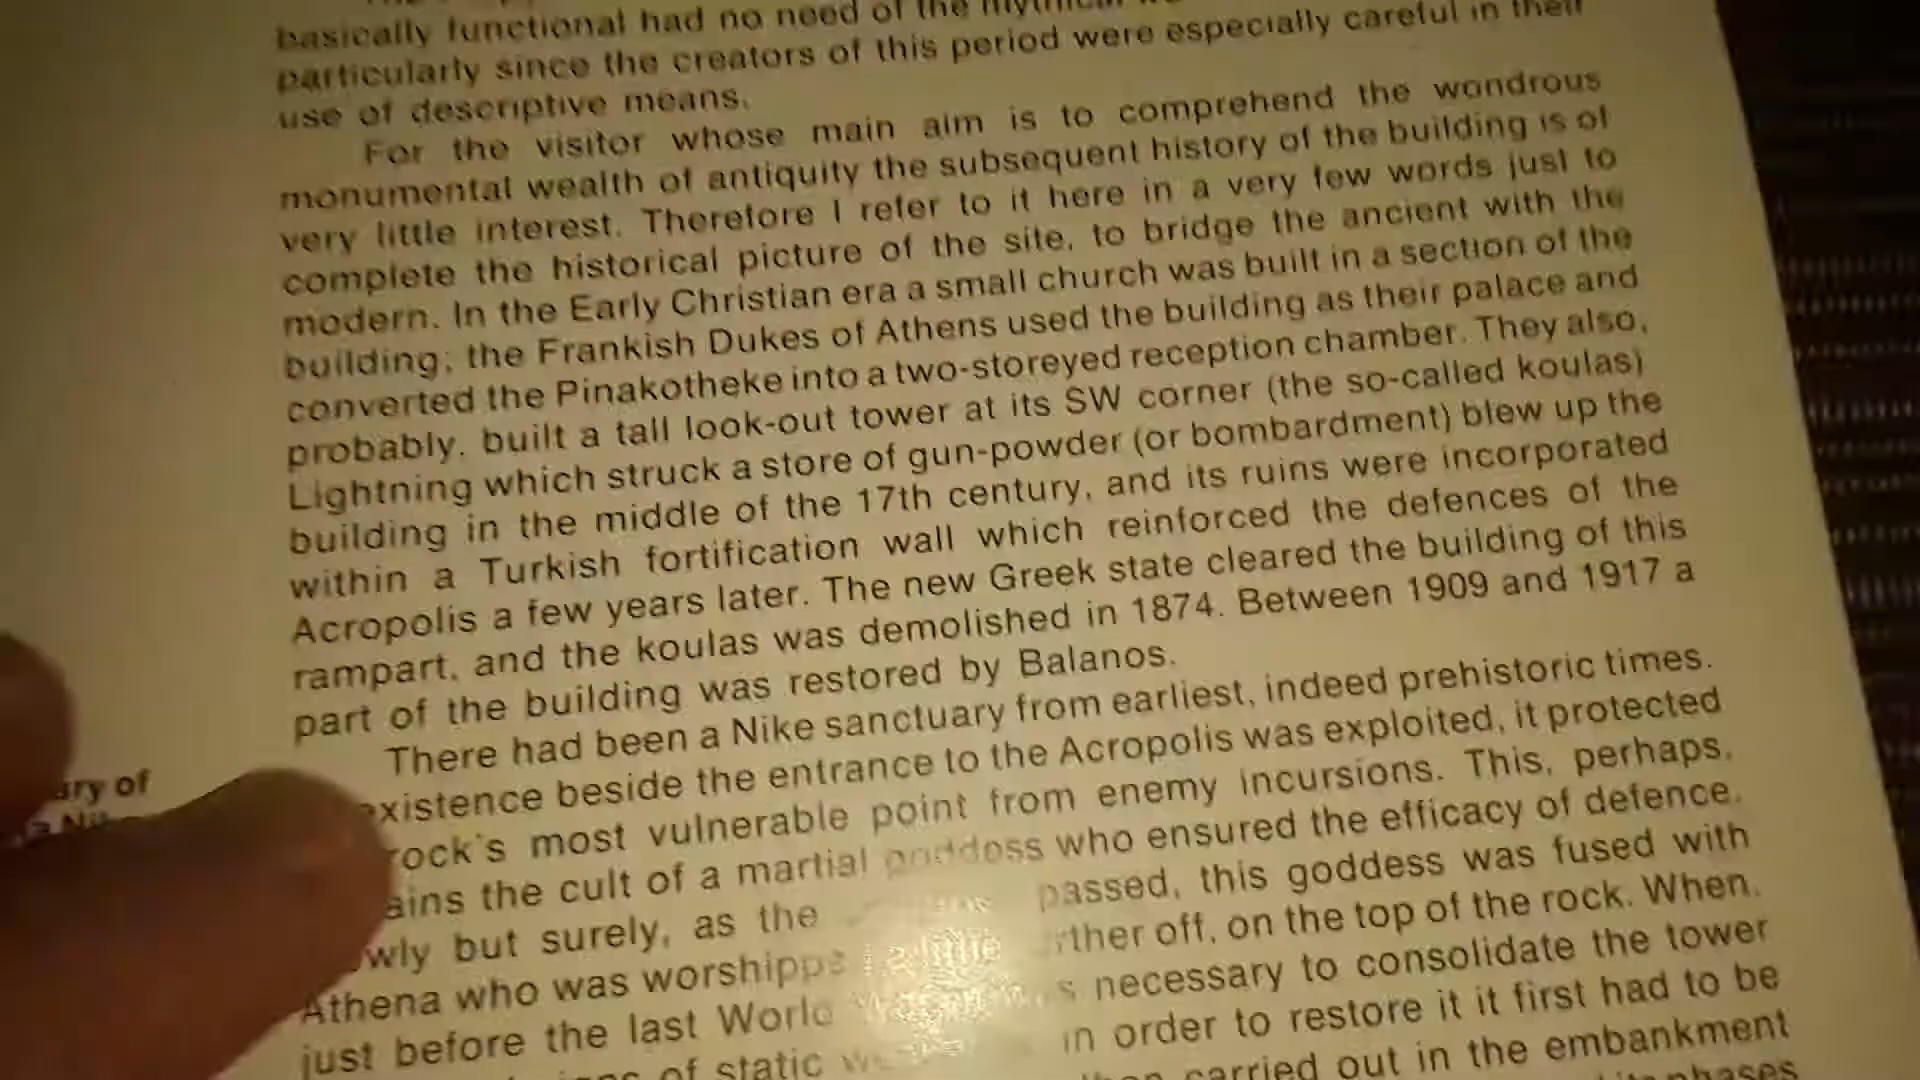 basically functional had no need of the
particularly since the creators of this period were especially careful in their
use of descriptive means.
For the visitor whose main aim is to comprehend the wondrous
monumental wealth of antiquity the subsequent history of the building is of
very little interest. Therefore I refer to it here in a very few words just to
complete the historical picture of the site, to bridge the ancient with the
modern. In the Early Christian era a small church was built in a section of the
building; the Frankish Dukes of Athens used the building as their palace and
converted the Pinakotheke into a two-storeyed reception chamber. They also,
probably, built a tall look-out tower at its SW corner (the so-called koulas)
Lightning which struck a store of gun-powder (or bombardment) blew up the
building in the middle of the 17th century, and its ruins were incorporated
within a Turkish fortification wall which reinforced the defences of the
Acropolis a few years later. The new Greek state cleared the building of this
rampart, and the koulas was demolished in 1874. Between 1909 and 1917 a
part of the building was restored by Balanos.
There had been a Nike sanctuary from earliest, indeed prehistoric times.
existence beside the entrance to the Acropolis was exploited, it protected
rock's most vulnerable point from enemy incursions. This, perhaps,
ains the cult of a martial goddess who ensured the efficacy of defence.
wly but surely, as the passed, this goddess was fused with
Athena who was worshipped a little further off, on the top of the rock. When,
just before the last World necessary to consolidate the tower
of static in order to restore it it first had to be
carried out in the embankment
phases
ary of